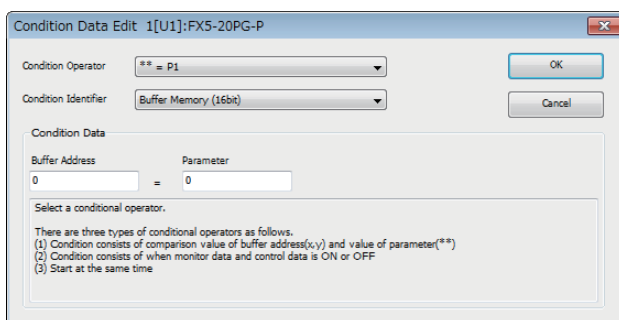 Condition Data Edit 1[U1]:FX5-20PG-P
Condition Operator ** = P1 OK
Condition Identifier Buffer Memory (16bit) Cancel
Condition Data
Buffer Address Parameter
0 = 0
Select a conditional operator.
There are three types of conditional operators as follows.
(1) Condition consists of comparison value of buffer address(x,y) and value of parameter(**)
(2) Condition consists of when monitor data and control data is ON or OFF
(3) Start at the same time